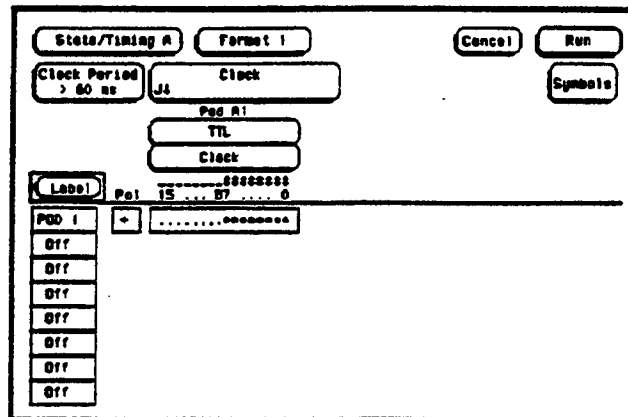 State/Timing A Format 1 Cancel Run
Clock Period
> 60 ns
Clock
J↓
Symbols
Pod A1
TTL
Clock
Label Pol 15 ... 87 .... 0
POD 1 + ........********
Off
Off
Off
Off
Off
Off
Off